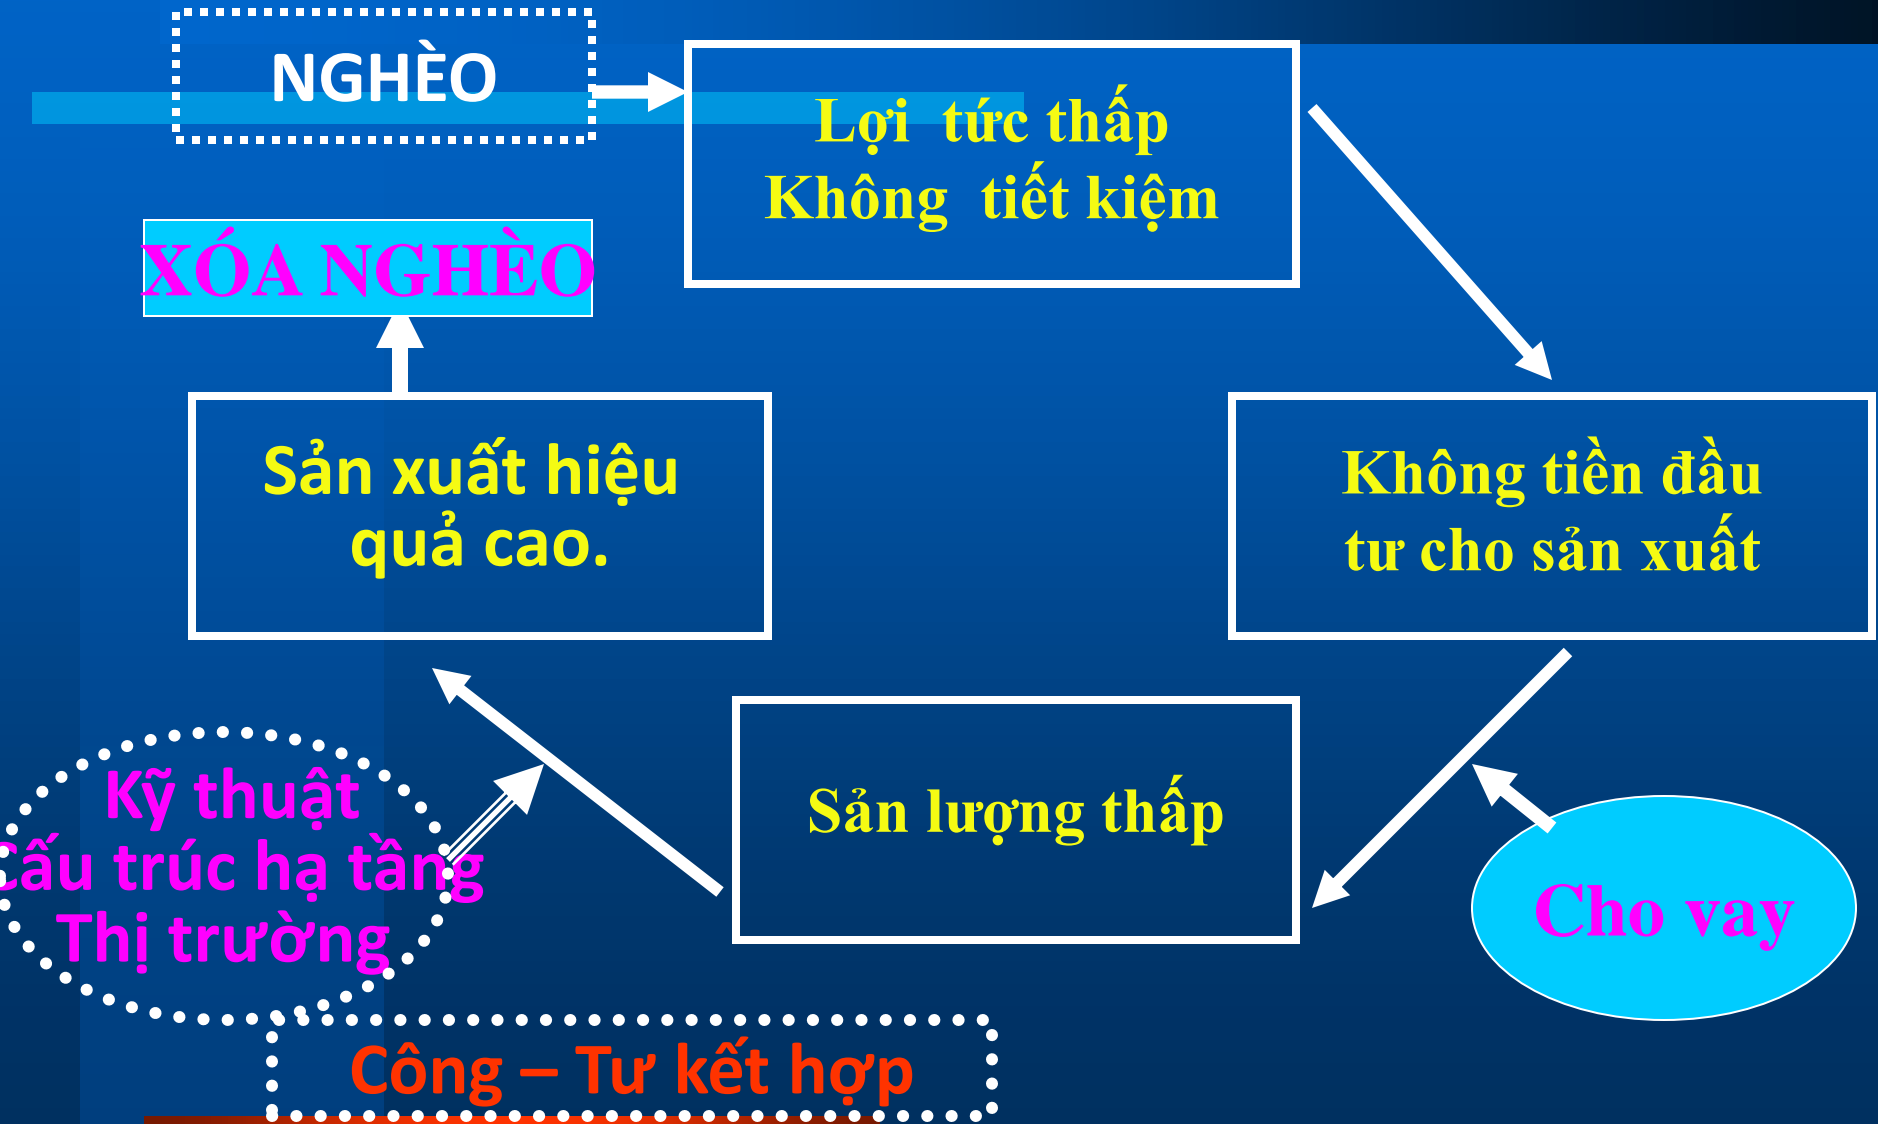 NGHÈO
Lợi tức thấp
Không tiết kiệm
XÓA NGHÈO
Sản xuất hiệu
quả cao.
Không tiền đầu
tư cho sản xuất
Sản lượng thấp
Kỹ thuật
Cấu trúc hạ tầng
Thị trường
Cho vay
Công – Tư kết hợp